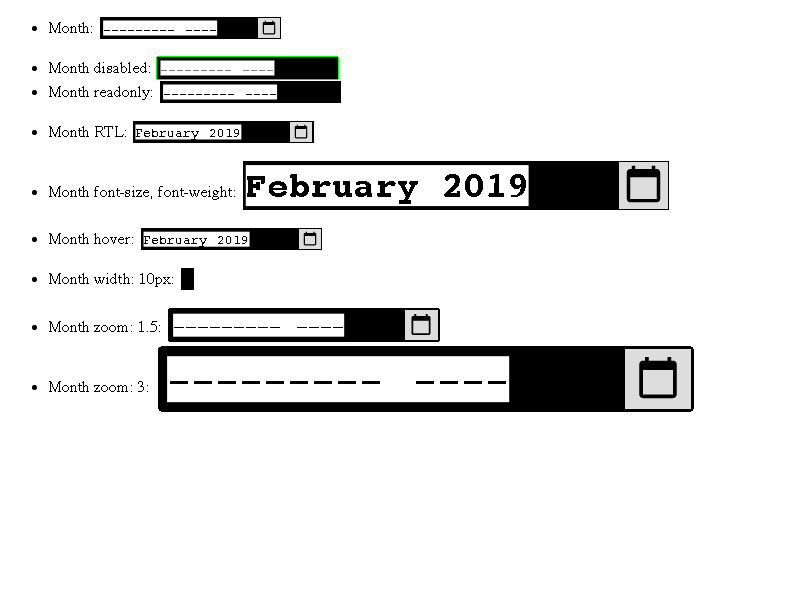 Month: --------- ----
Month disabled: --------- ----
Month readonly: --------- ----
Month RTL: February 2019
Month font-size, font-weight: February 2019
Month hover: February 2019
Month width: 10px:
Month zoom: 1.5: --------- ----
Month zoom: 3: --------- ----